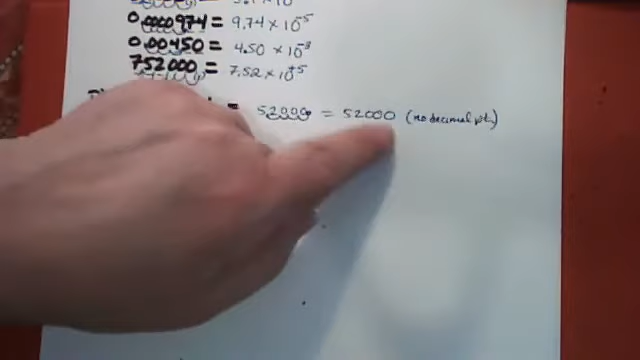 0.0000974 = 9.74 × 10⁻⁵
0.00450 = 4.50 × 10⁻³
752000 = 7.52 × 10⁺⁵
= 52000 = 52000 (no decimal pt.)